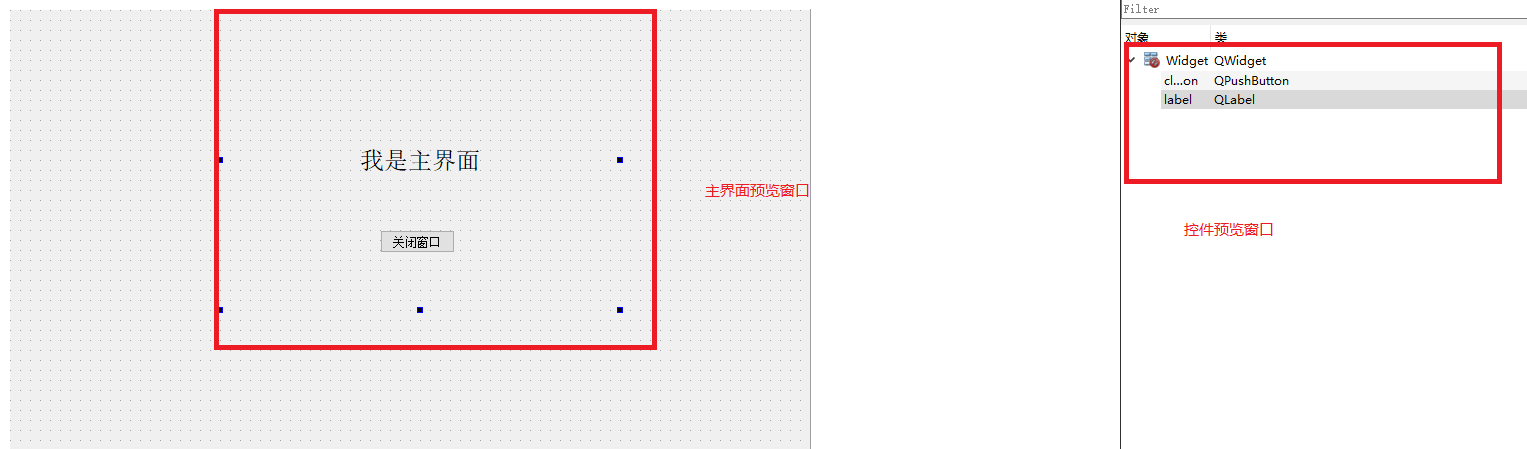 我是主界面
主界面预览窗口
关闭窗口
Filter
对象 类
Widget QWidget
cl...on QPushButton
label QLabel
控件预览窗口